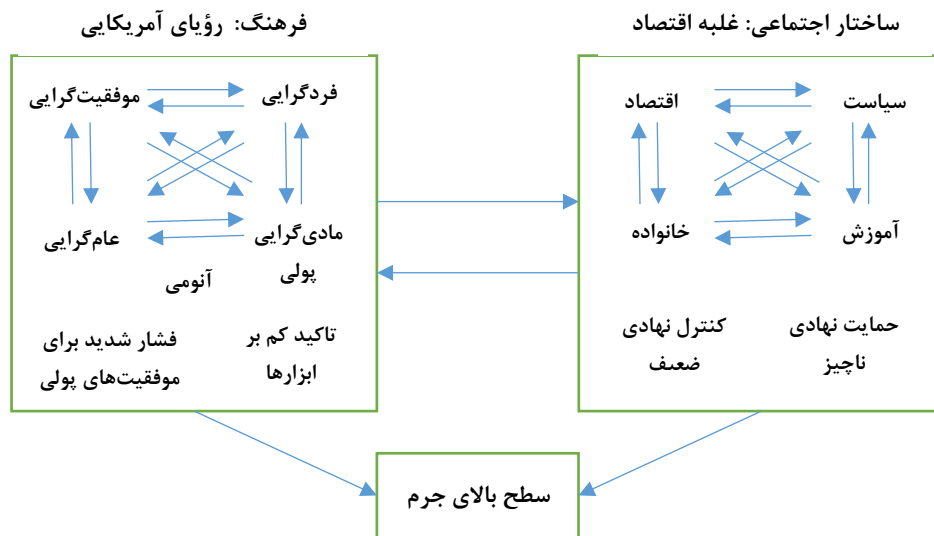 ساختار اجتماعی: غلبه اقتصاد
سیاست
اقتصاد
آموزش
خانواده
حمایت نهادی
ناچیز
کنترل نهادی
ضعیف
فرهنگ: رؤیای آمریکایی
فردگرایی
موفقیت‌گرایی
مادی‌گرایی
پولی
عام‌گرایی
آنومی
تاکید کم بر
ابزارها
فشار شدید برای
موفقیت‌های پولی
سطح بالای جرم